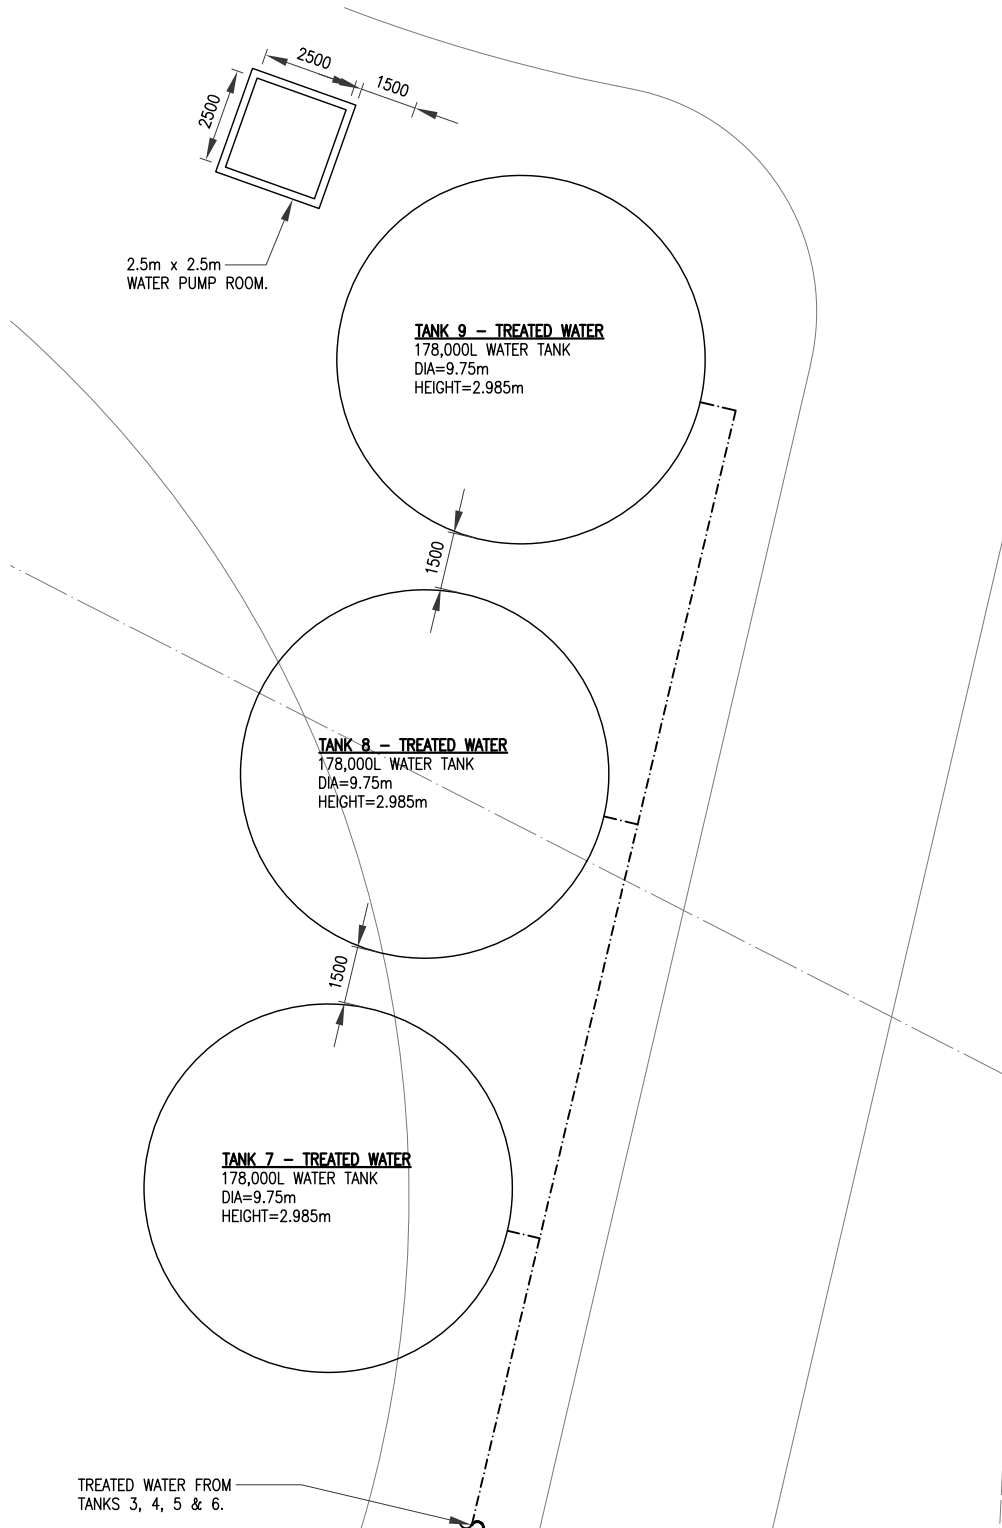 2500
1500
2500
2.5m x 2.5m
WATER PUMP ROOM.
TANK 9 – TREATED WATER
178,000L WATER TANK
DIA=9.75m
HEIGHT=2.985m
1500
TANK 8 – TREATED WATER
178,000L WATER TANK
DIA=9.75m
HEIGHT=2.985m
1500
TANK 7 – TREATED WATER
178,000L WATER TANK
DIA=9.75m
HEIGHT=2.985m
TREATED WATER FROM
TANKS 3, 4, 5 & 6.